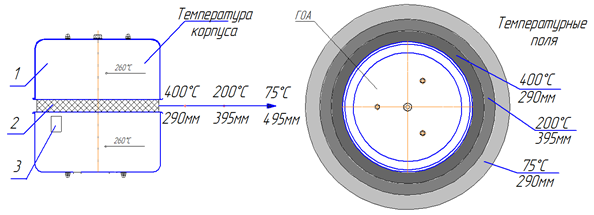 Температура
корпуса
1
260°С
400°С 200°С 75°С
290мм 395мм 495мм
2
3
260°С
ГОА
Температурные
поля
400°С
290мм
200°С
395мм
75°С
290мм